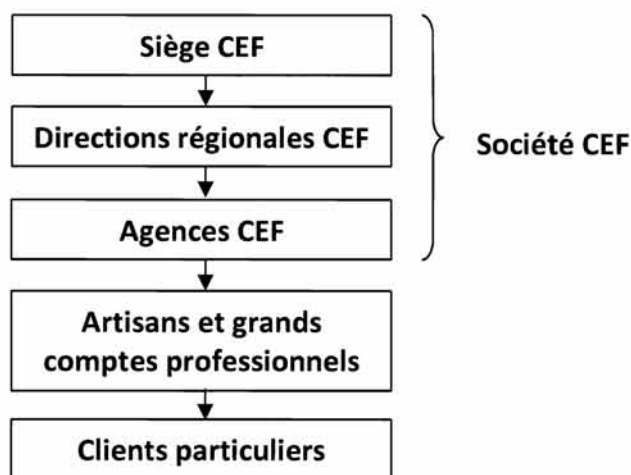 Siège CEF
Directions régionales CEF
Société CEF
Agences CEF
Artisans et grands
comptes professionnels
Clients particuliers